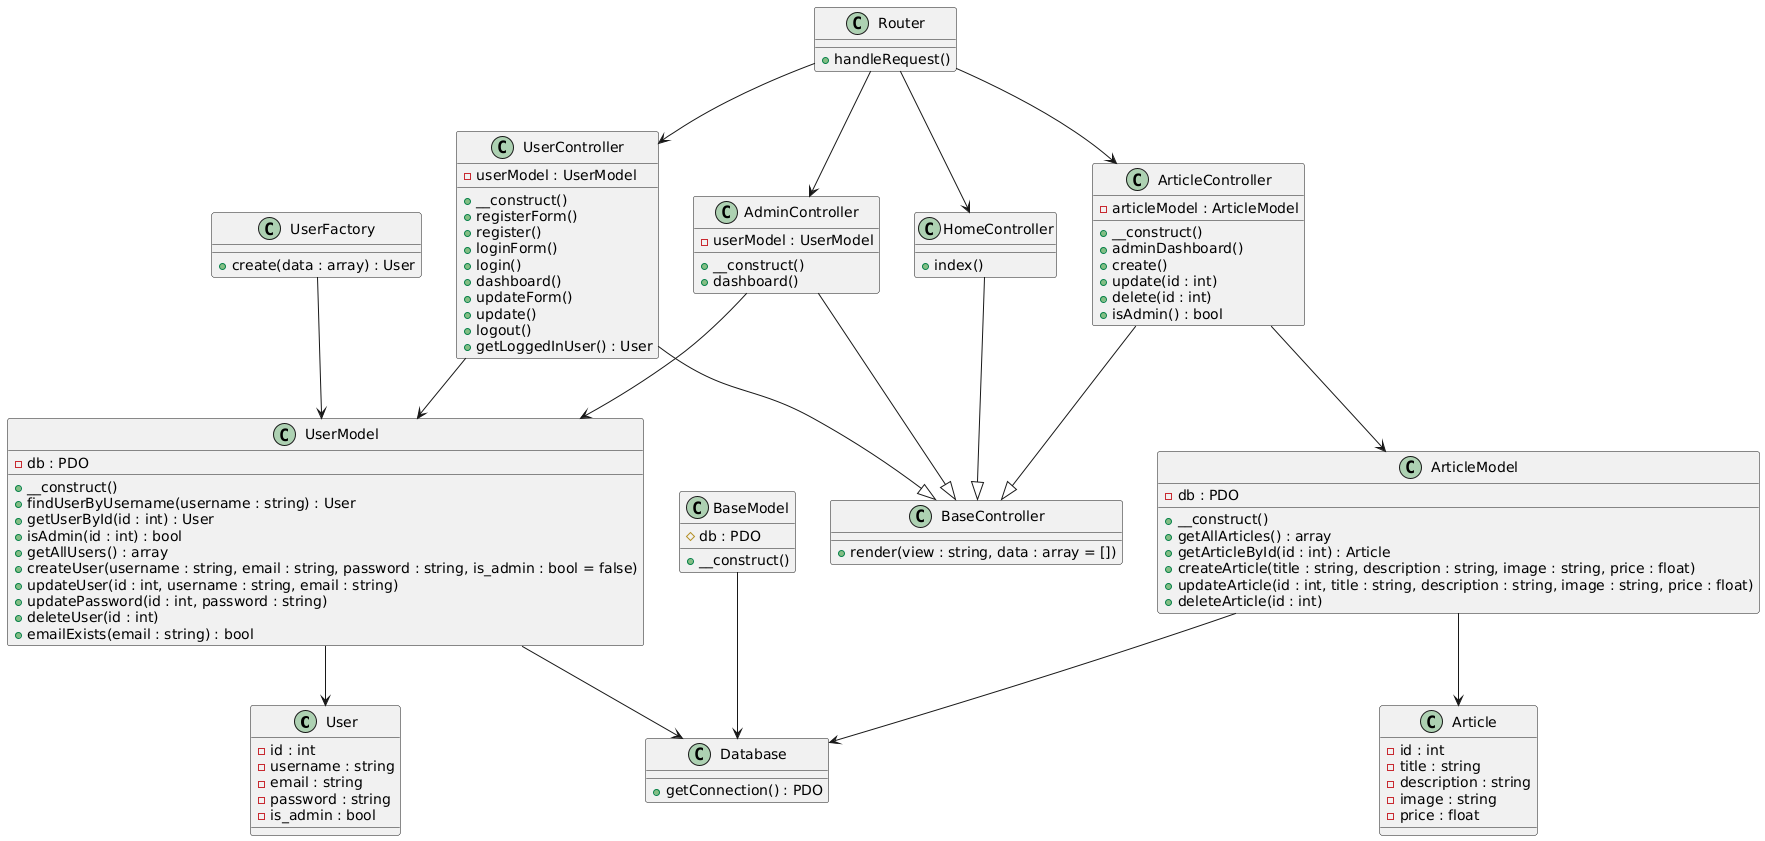 C Router
handleRequest()
C UserController
userModel : UserModel
__construct()
registerForm()
register()
loginForm()
login()
dashboard()
updateForm()
update()
logout()
getLoggedInUser() : User
C ArticleController
articleModel : ArticleModel
__construct()
adminDashboard()
create()
update(id : int)
delete(id : int)
isAdmin() : bool
C UserFactory
create(data : array) : User
C AdminController
userModel : UserModel
__construct()
dashboard()
C HomeController
index()
C UserModel
db : PDO
__construct()
findUserByUsername(username : string) : User
getUserById(id : int) : User
isAdmin(id : int) : bool
getAllUsers() : array
createUser(username : string, email : string, password : string, is_admin : bool = false)
updateUser(id : int, username : string, email : string)
updatePassword(id : int, password : string)
deleteUser(id : int)
emailExists(email : string) : bool
C BaseModel
db : PDO
__construct()
C BaseController
render(view : string, data : array = [])
C ArticleModel
db : PDO
__construct()
getAllArticles() : array
getArticleById(id : int) : Article
createArticle(title : string, description : string, image : string, price : float)
updateArticle(id : int, title : string, description : string, image : string, price : float)
deleteArticle(id : int)
C User
id : int
username : string
email : string
password : string
is_admin : bool
C Database
getConnection() : PDO
C Article
id : int
title : string
description : string
image : string
price : float